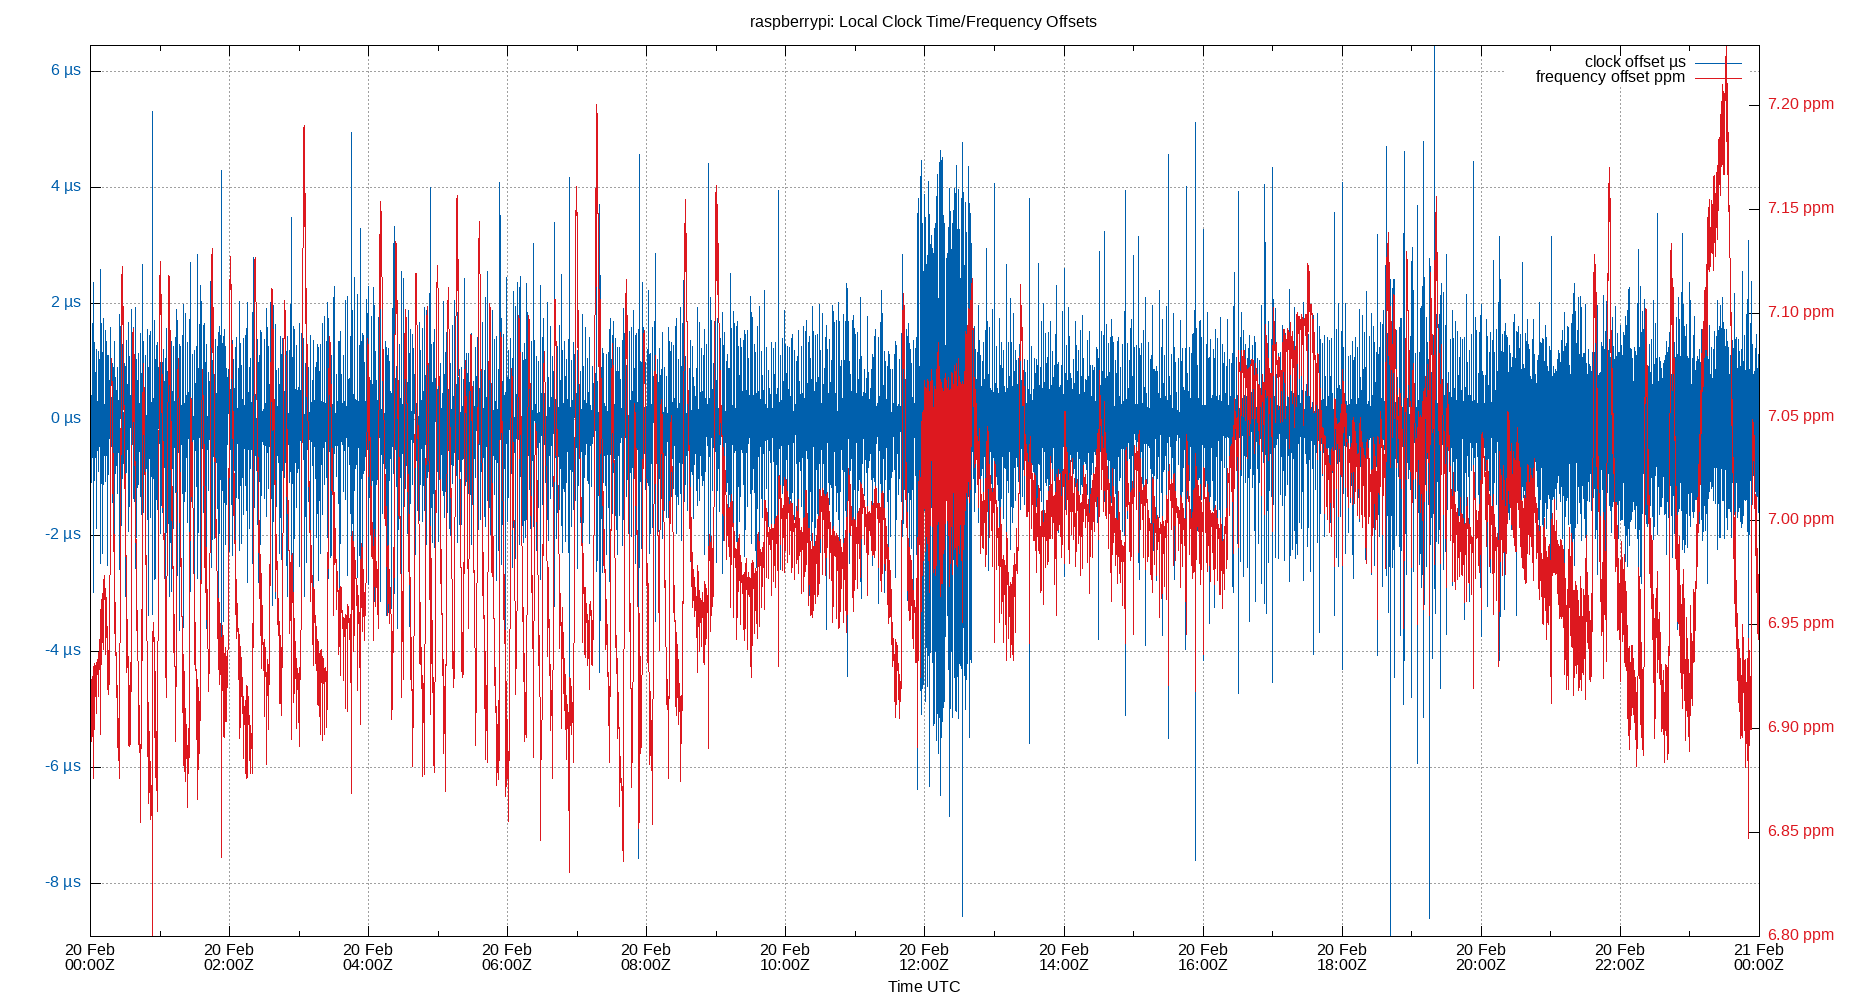 raspberrypi: Local Clock Time/Frequency Offsets
clock offset µs
frequency offset ppm
6 µs
4 µs
2 µs
0 µs
-2 µs
-4 µs
-6 µs
-8 µs
7.20 ppm
7.15 ppm
7.10 ppm
7.05 ppm
7.00 ppm
6.95 ppm
6.90 ppm
6.85 ppm
6.80 ppm
20 Feb 20 Feb 20 Feb 20 Feb 20 Feb 20 Feb 20 Feb 20 Feb 20 Feb 20 Feb 20 Feb 20 Feb 21 Feb
00:00Z 02:00Z 04:00Z 06:00Z 08:00Z 10:00Z 12:00Z 14:00Z 16:00Z 18:00Z 20:00Z 22:00Z 00:00Z
Time UTC